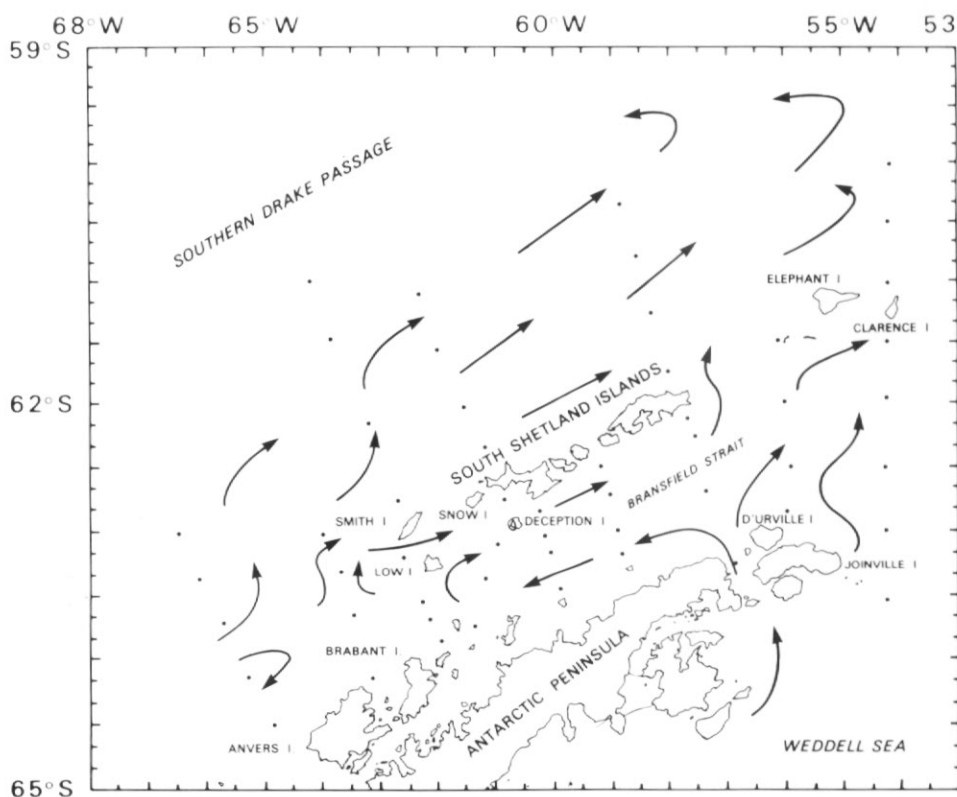 68°W 65°W 60°W 55°W 53
59°S
SOUTHERN DRAKE PASSAGE
ELEPHANT I
CLARENCE I
62°S
SOUTH SHETLAND ISLANDS
BRANSFIELD STRAIT
SMITH I
SNOW I
DECEPTION I
D'URVILLE I
LOW I
JOINVILLE I
BRABANT I.
ANTARCTIC PENINSULA
ANVERS I.
WEDDELL SEA
65°S